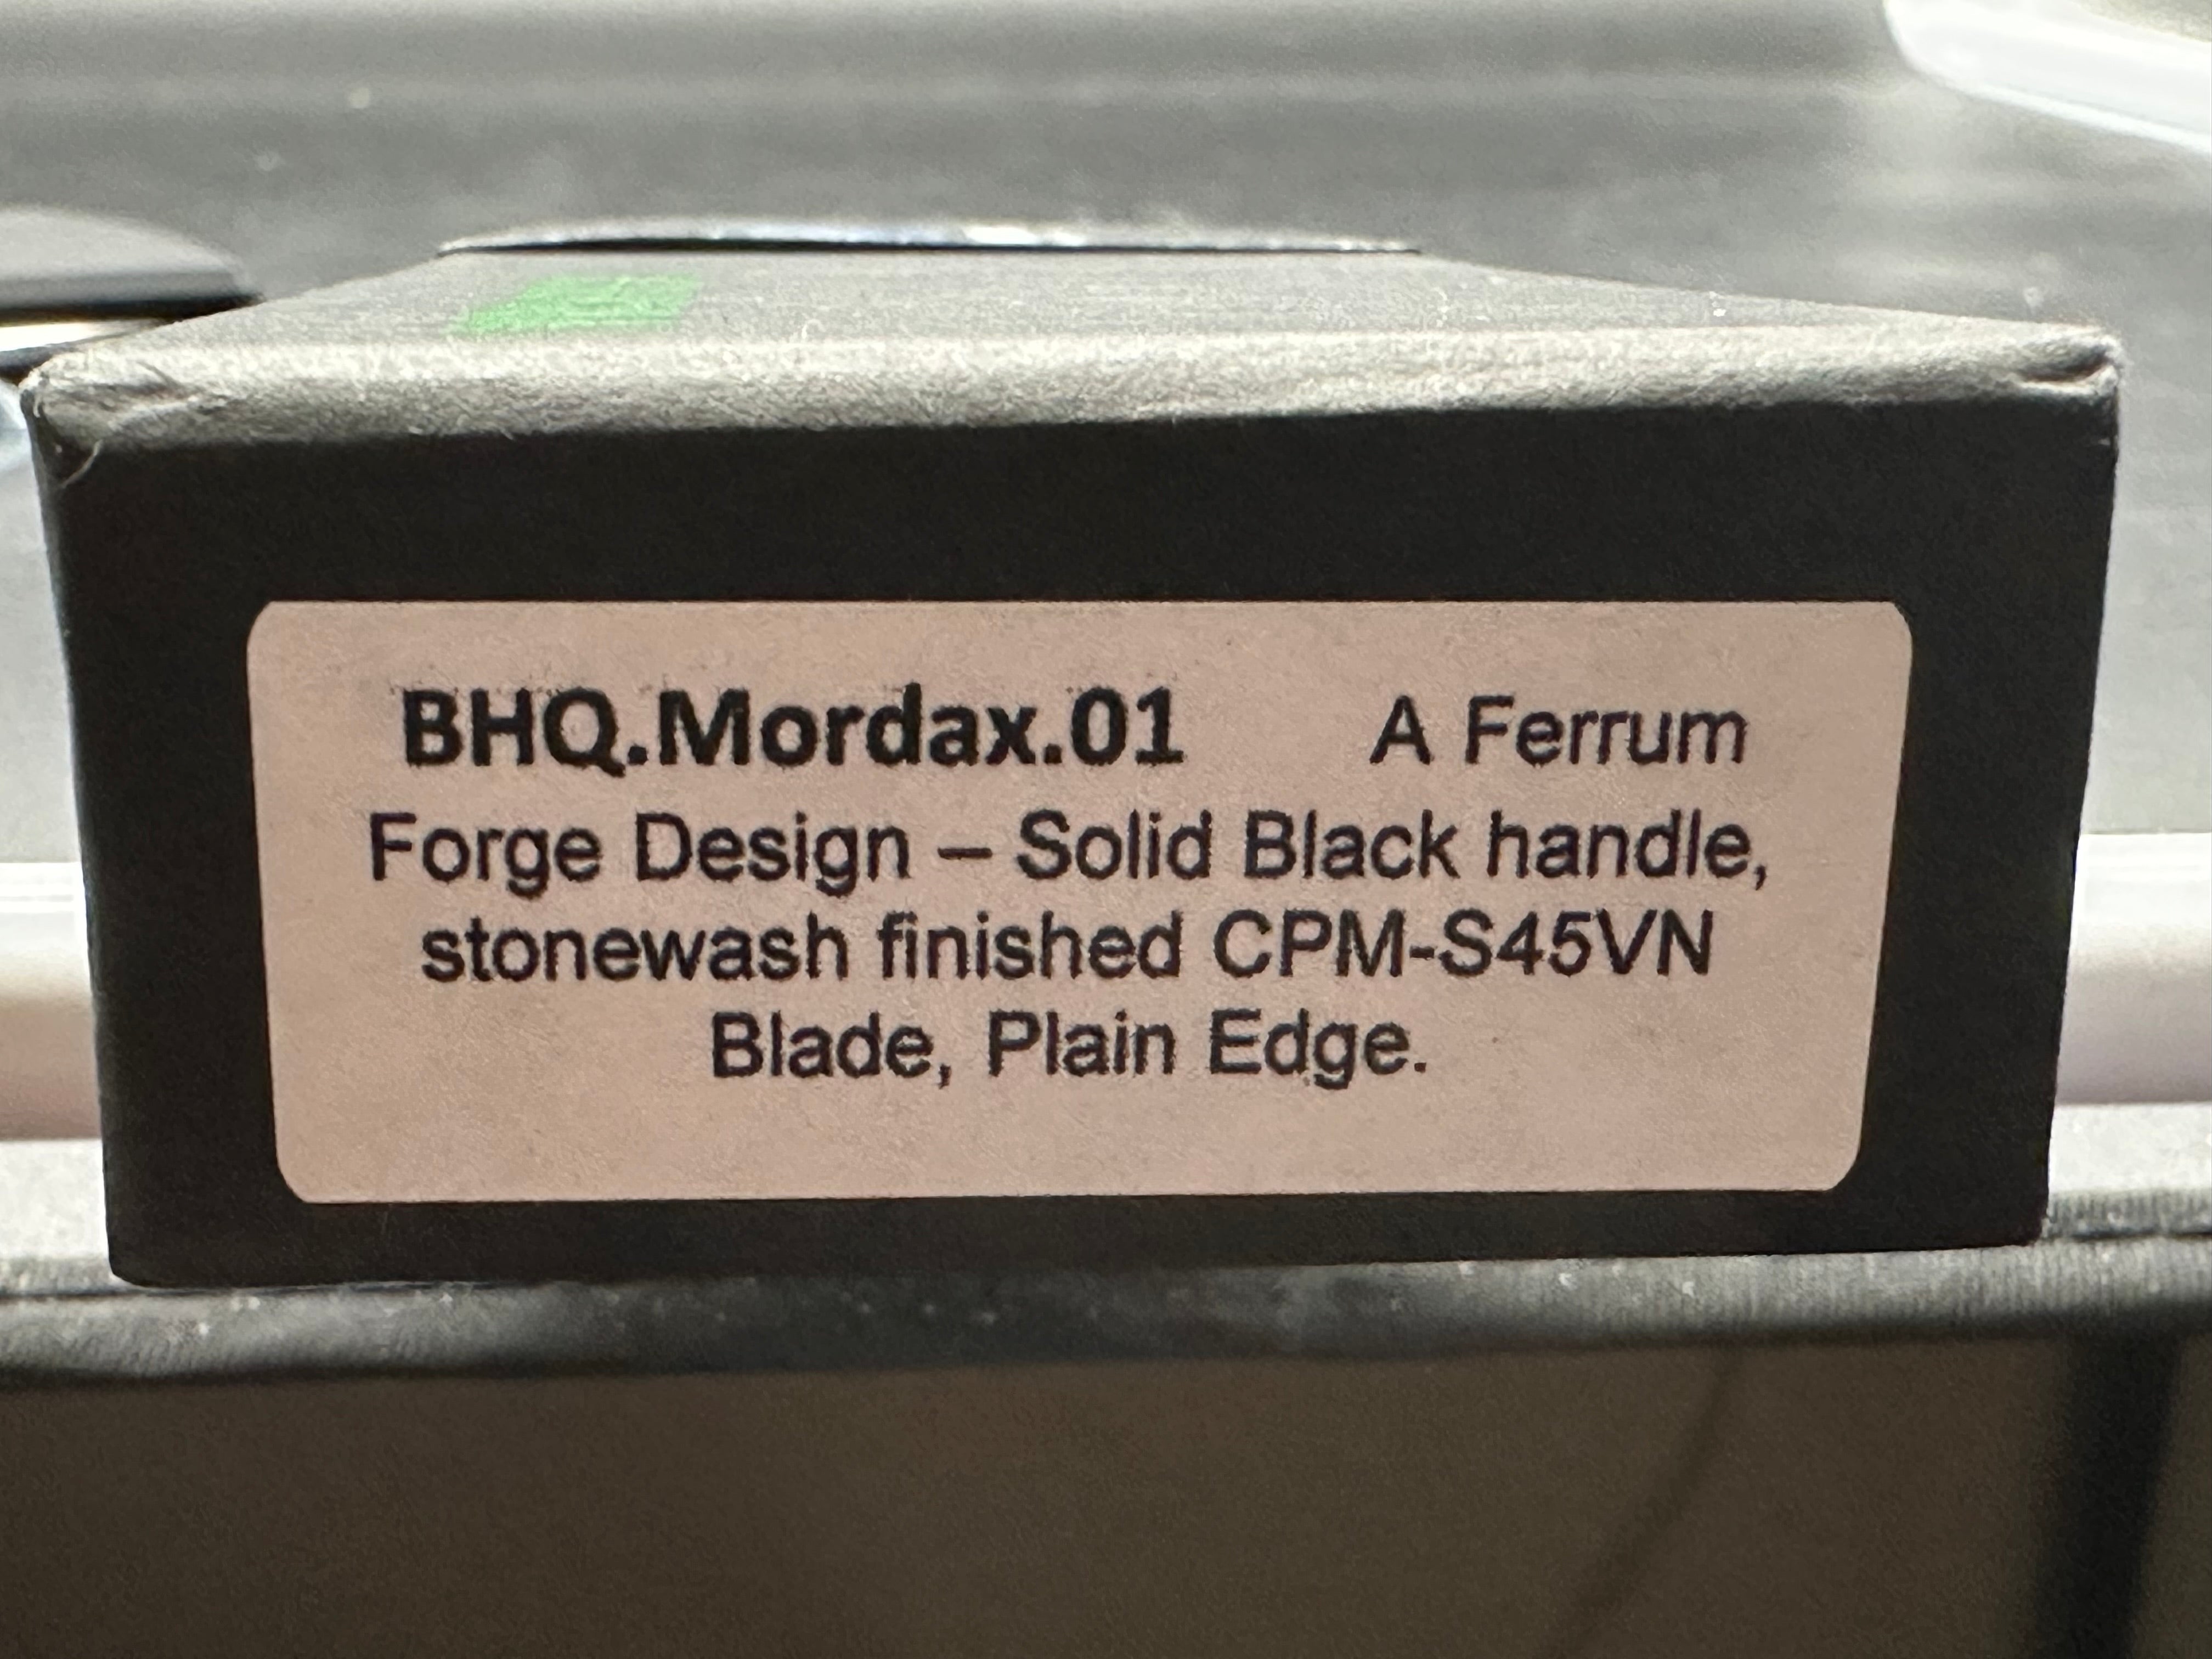 BHQ.Mordax.01 A Ferrum
Forge Design – Solid Black handle,
stonewash finished CPM-S45VN
Blade, Plain Edge.